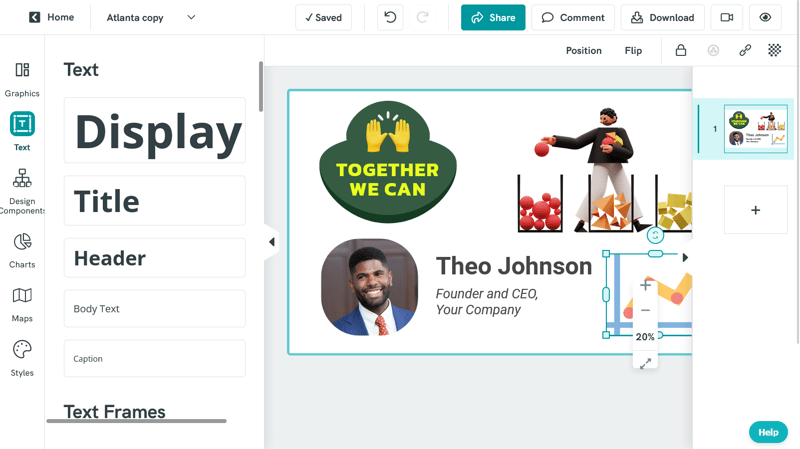 Home
Atlanta copy
✓ Saved
Share
Comment
Download
Position
Flip
Graphics
Text
Design
Components
Charts
Maps
Styles
Text
Display
Title
Header
Body Text
Caption
Text Frames
TOGETHER
WE CAN
Theo Johnson
Founder and CEO,
Your Company
20%
1
Help